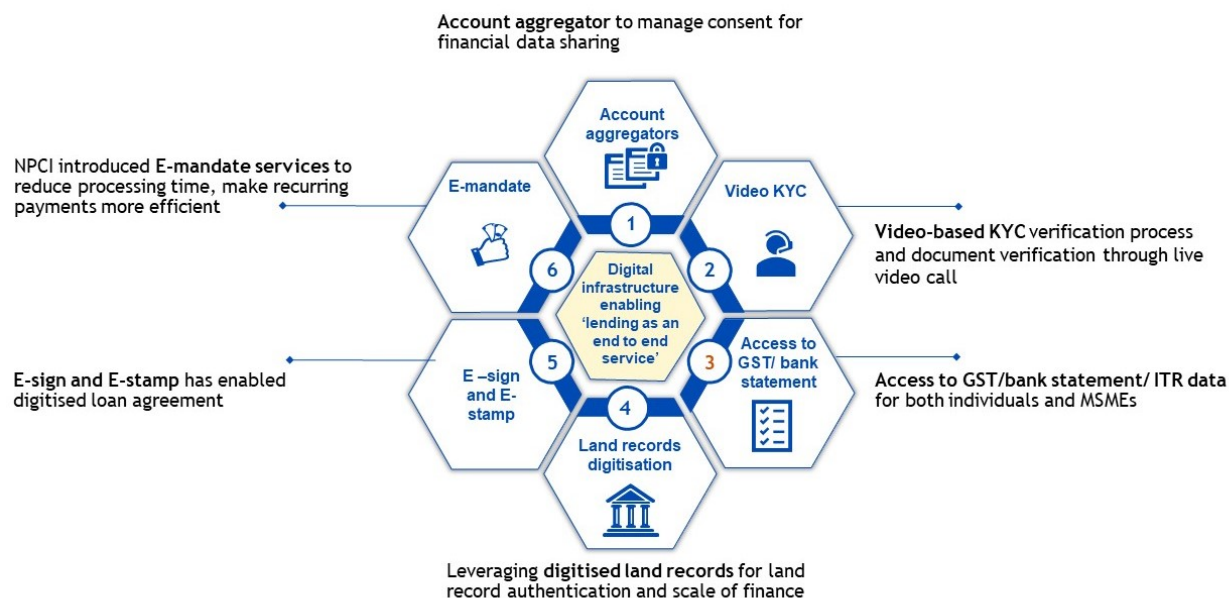 Account aggregator to manage consent for
financial data sharing
Account
aggregators
1
NPCI introduced E-mandate services to
reduce processing time, make recurring
payments more efficient
E-mandate
6
Video KYC
2
Video-based KYC verification process
and document verification through live
video call
Digital
infrastructure
enabling
‘lending as an
end to end
service’
E-sign and E-stamp has enabled
digitised loan agreement
E –sign
and E-
stamp
5
3
Access to
GST/ bank
statement
Access to GST/bank statement/ ITR data
for both individuals and MSMEs
4
Land records
digitisation
Leveraging digitised land records for land
record authentication and scale of finance